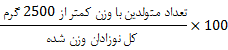 تعداد متولدین با وزن کمتر از 2500 گرم
کل نوزادان وزن شده
× 100